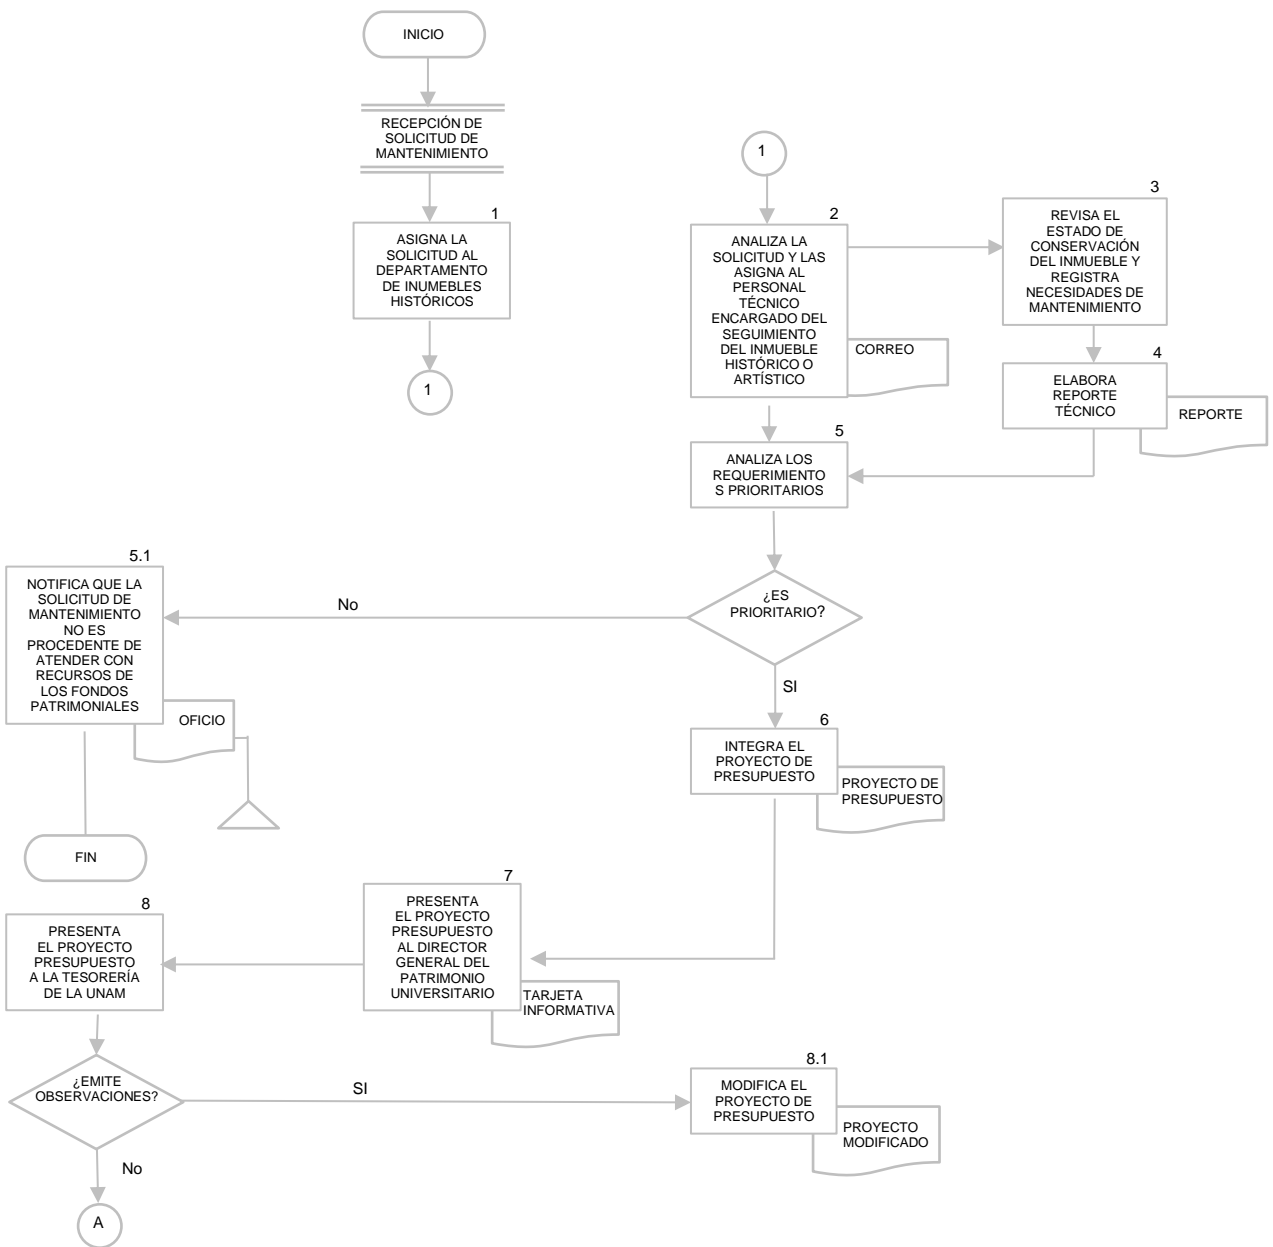 INICIO
RECEPCIÓN DE
SOLICITUD DE
MANTENIMIENTO
1
ASIGNA LA
SOLICITUD AL
DEPARTAMENTO
DE INUMEBLES
HISTÓRICOS
1
1
2
ANALIZA LA
SOLICITUD Y LAS
ASIGNA AL
PERSONAL
TÉCNICO
ENCARGADO DEL
SEGUIMIENTO
DEL INMUEBLE
HISTÓRICO O
ARTÍSTICO
CORREO
3
REVISA EL
ESTADO DE
CONSERVACIÓN
DEL INMUEBLE Y
REGISTRA
NECESIDADES DE
MANTENIMIENTO
4
ELABORA
REPORTE
TÉCNICO
REPORTE
5
ANALIZA LOS
REQUERIMIENTO
S PRIORITARIOS
¿ES
PRIORITARIO?
No
5.1
NOTIFICA QUE LA
SOLICITUD DE
MANTENIMIENTO
NO ES
PROCEDENTE DE
ATENDER CON
RECURSOS DE
LOS FONDOS
PATRIMONIALES
OFICIO
FIN
SI
6
INTEGRA EL
PROYECTO DE
PRESUPUESTO
PROYECTO DE
PRESUPUESTO
7
PRESENTA
EL PROYECTO
PRESUPUESTO
AL DIRECTOR
GENERAL DEL
PATRIMONIO
UNIVERSITARIO
TARJETA
INFORMATIVA
8
PRESENTA
EL PROYECTO
PRESUPUESTO
A LA TESORERÍA
DE LA UNAM
¿EMITE
OBSERVACIONES?
SI
8.1
MODIFICA EL
PROYECTO DE
PRESUPUESTO
PROYECTO
MODIFICADO
No
A